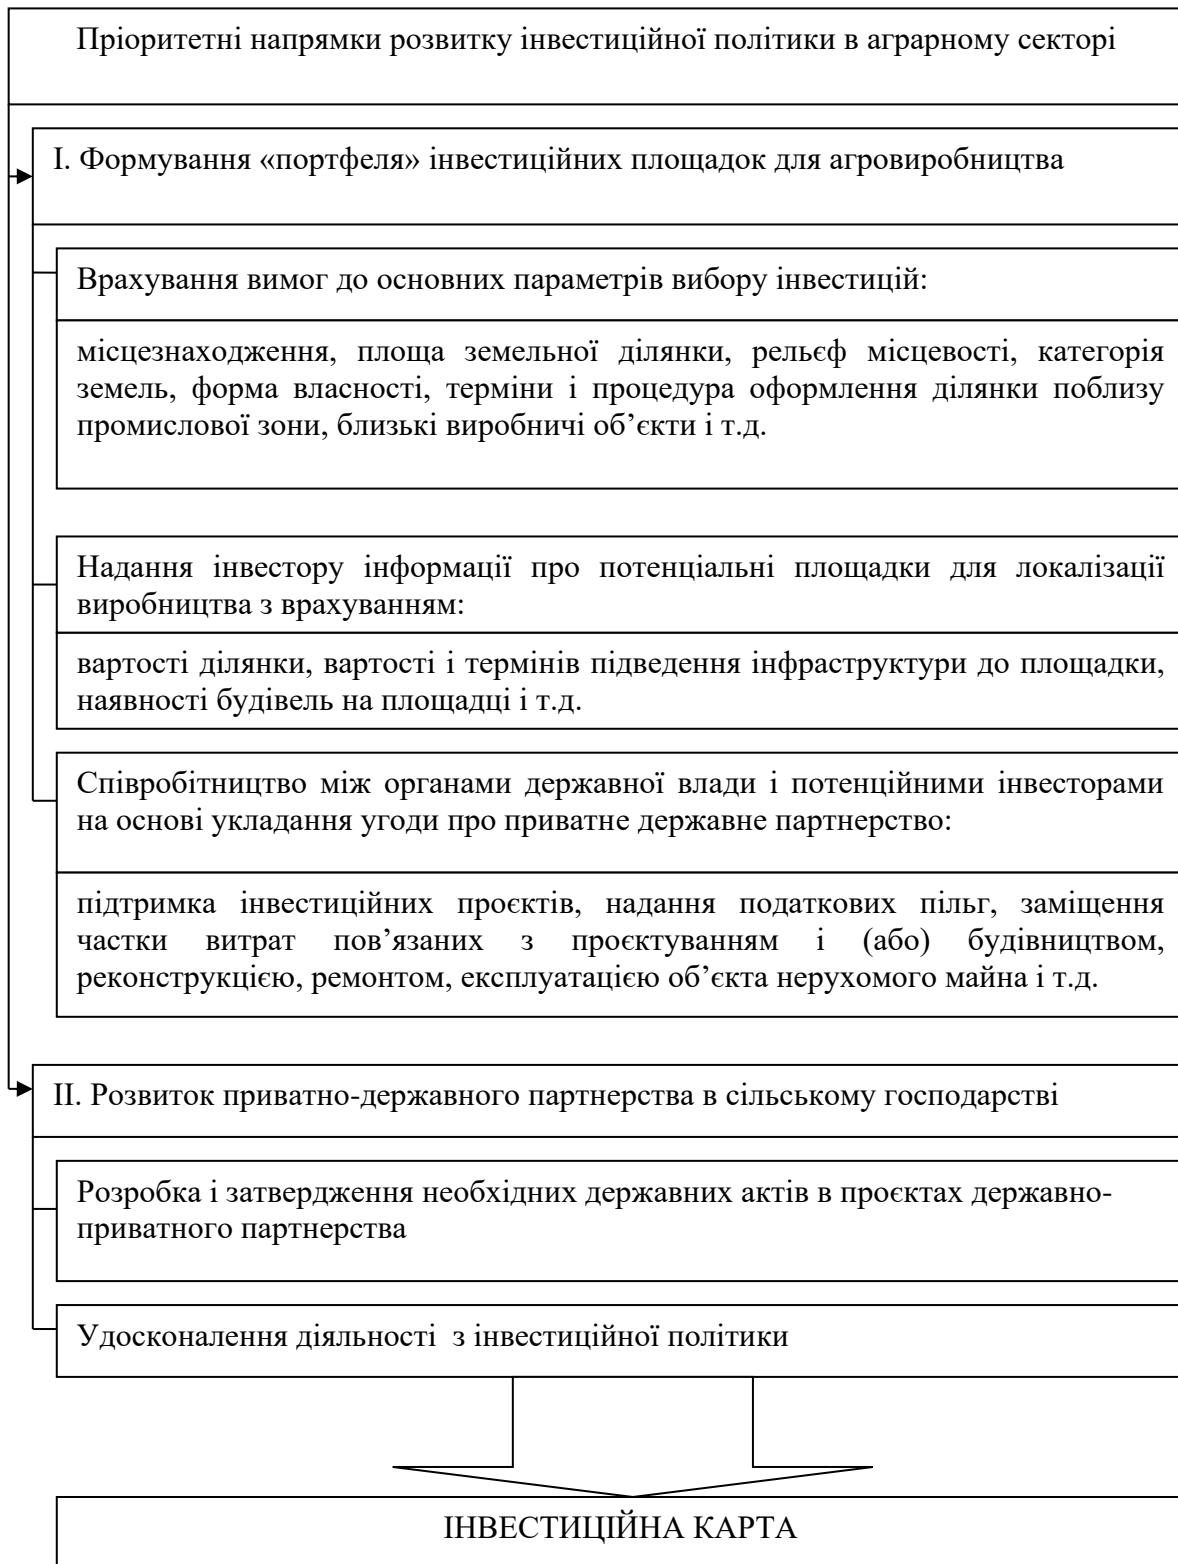 Пріоритетні напрямки розвитку інвестиційної політики в аграрному секторі
І. Формування «портфеля» інвестиційних площадок для агровиробництва
Врахування вимог до основних параметрів вибору інвестицій:
місцезнаходження, площа земельної ділянки, рельєф місцевості, категорія
земель, форма власності, терміни і процедура оформлення ділянки поблизу
промислової зони, близькі виробничі об’єкти і т.д.
Надання інвестору інформації про потенціальні площадки для локалізації
виробництва з врахуванням:
вартості ділянки, вартості і термінів підведення інфраструктури до площадки,
наявності будівель на площадці і т.д.
Співробітництво між органами державної влади і потенційними інвесторами
на основі укладання угоди про приватне державне партнерство:
підтримка інвестиційних проєктів, надання податкових пільг, заміщення
частки витрат пов’язаних з проєктуванням і (або) будівництвом,
реконструкцією, ремонтом, експлуатацією об’єкта нерухомого майна і т.д.
ІІ. Розвиток приватно-державного партнерства в сільському господарстві
Розробка і затвердження необхідних державних актів в проєктах державно-
приватного партнерства
Удосконалення діяльності з інвестиційної політики
ІНВЕСТИЦІЙНА КАРТА